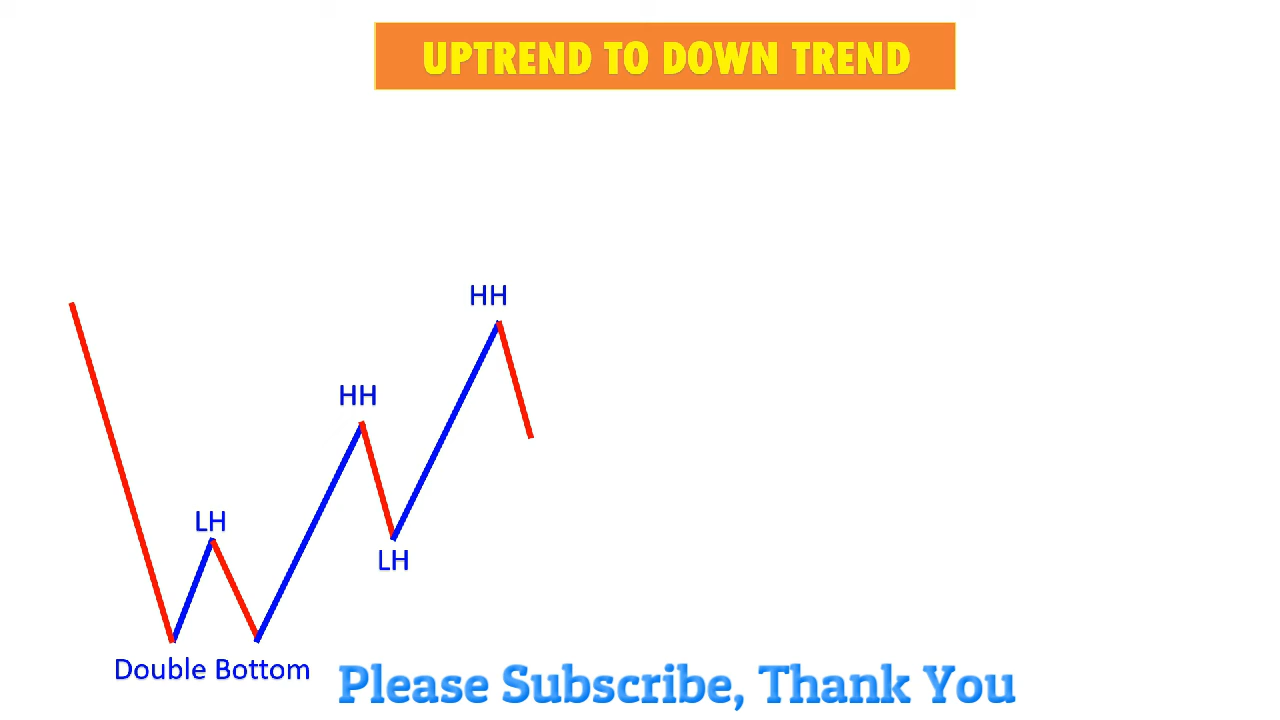 UPTREND TO DOWN TREND
HH
HH
LH
LH
Double Bottom
Please Subscribe, Thank You